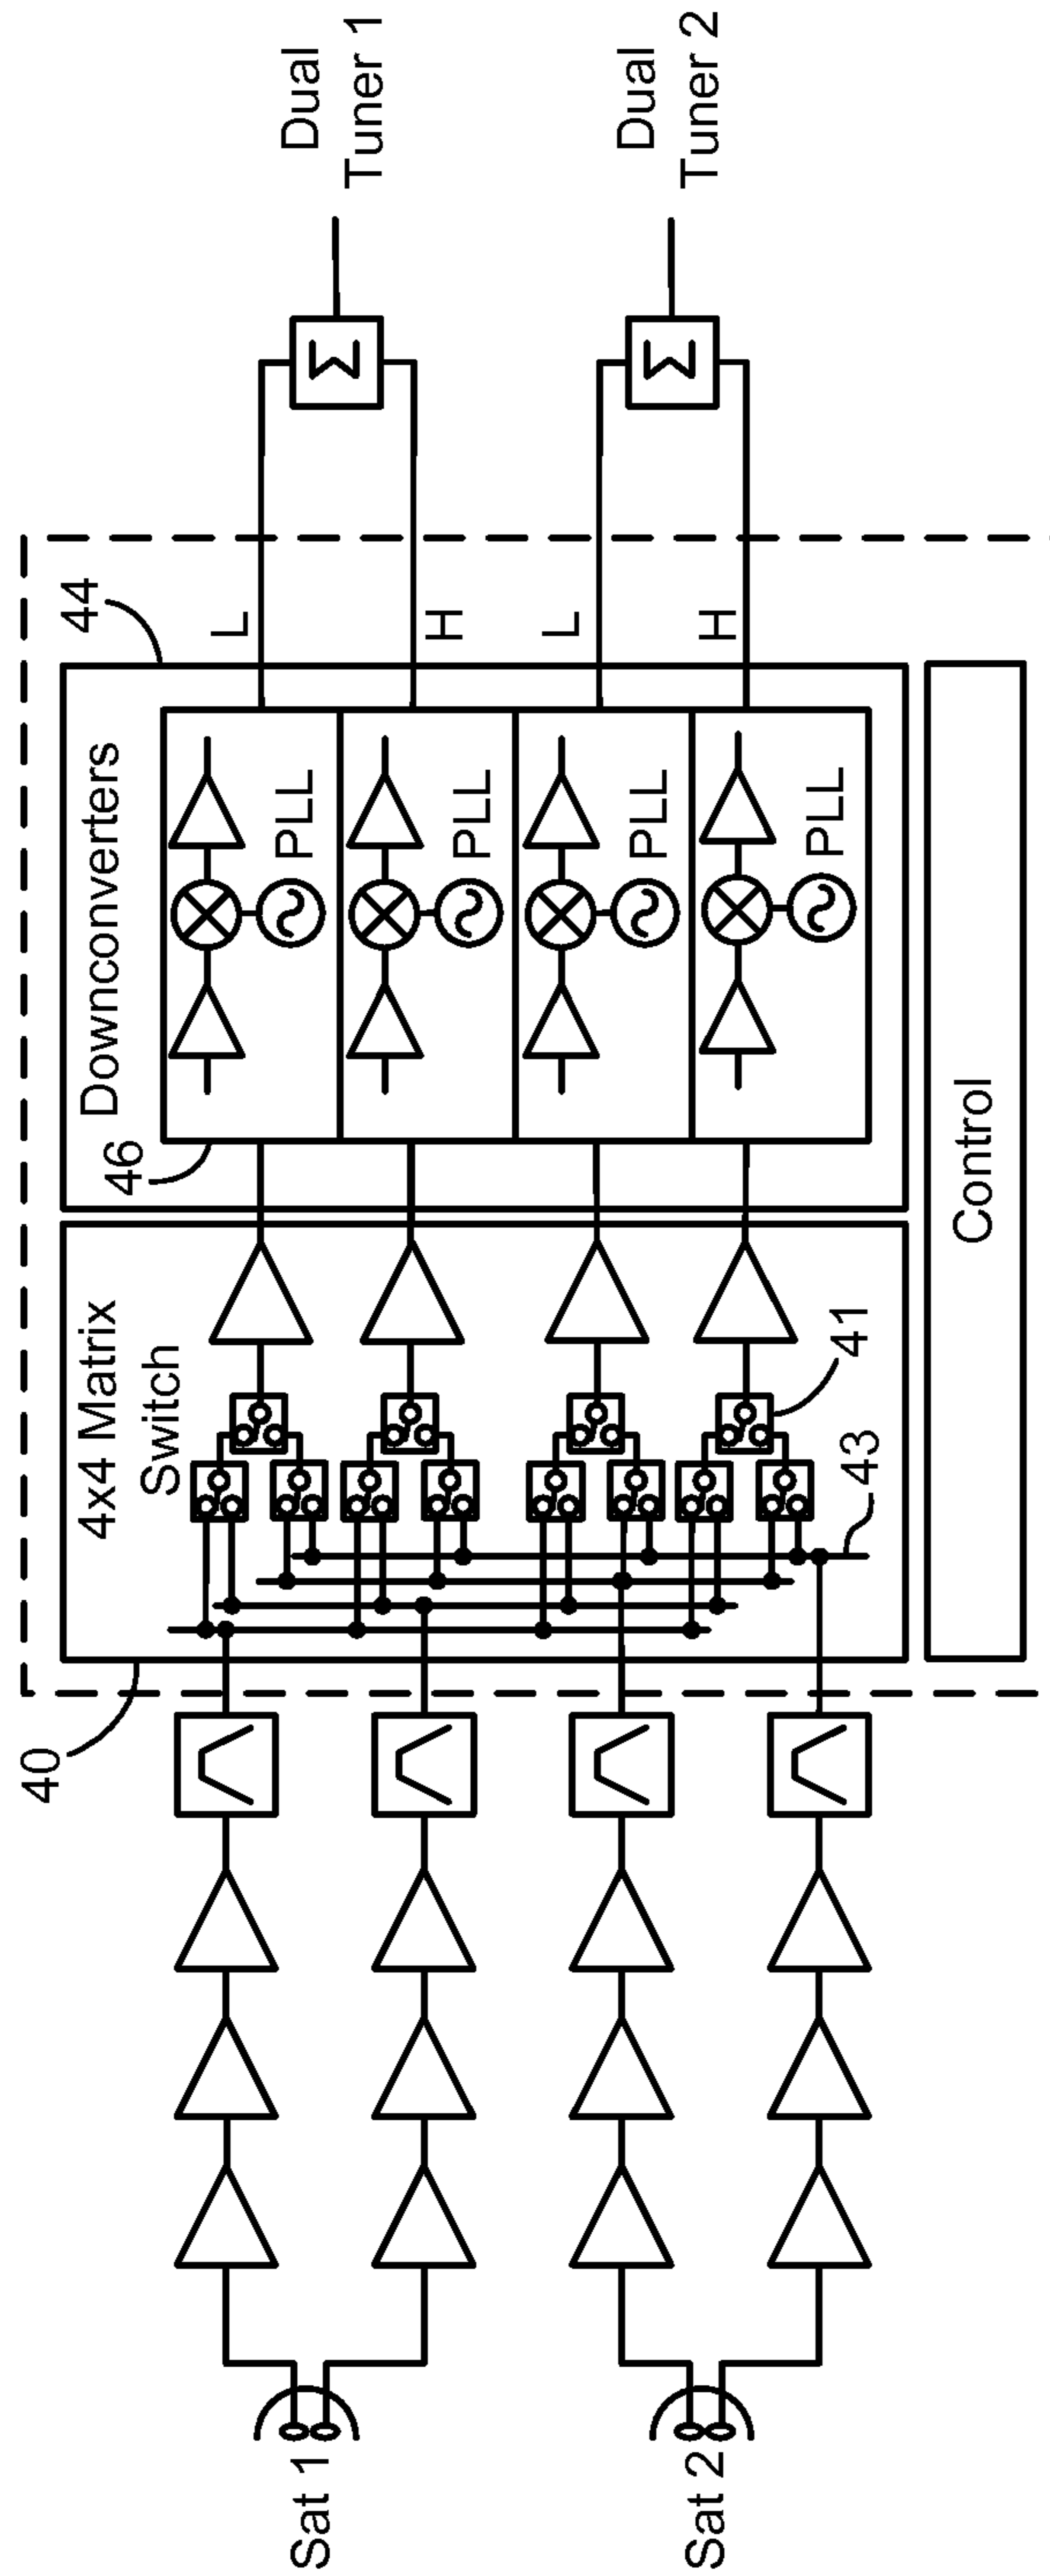 Sat 1
Sat 2
40
4x4 Matrix
Switch
43
41
46
Downconverters
PLL
PLL
PLL
PLL
44
L
H
L
H
Control
Σ
Σ
Dual
Tuner 1
Dual
Tuner 2